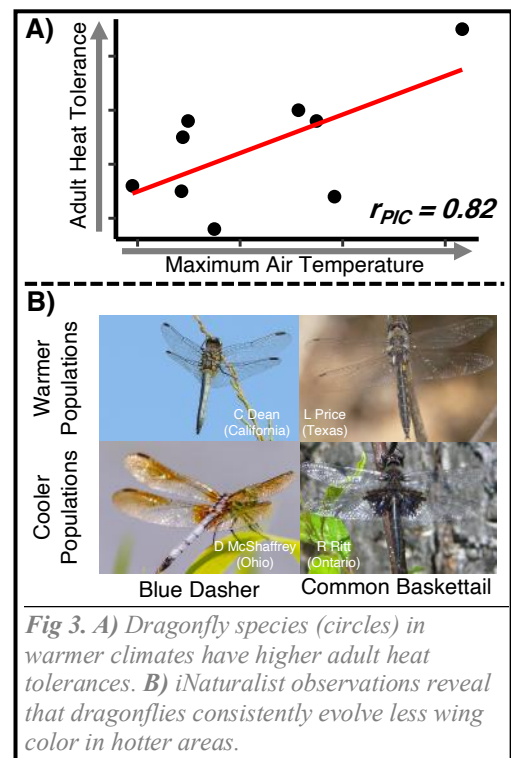 A)
Adult Heat Tolerance
r_PIC = 0.82
Maximum Air Temperature
B)
Warmer
Populations
C Dean
(California)
L Price
(Texas)
Cooler
Populations
D McShaffrey
(Ohio)
R Ritt
(Ontario)
Blue Dasher
Common Baskettail
Fig 3. A) Dragonfly species (circles) in
warmer climates have higher adult heat
tolerances. B) iNaturalist observations reveal
that dragonflies consistently evolve less wing
color in hotter areas.